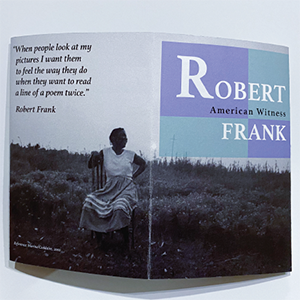 "When people look at my
pictures I want them
to feel the way they do
when they want to read
a line of a poem twice."
Robert Frank
ROBERT
American Witness
FRANK